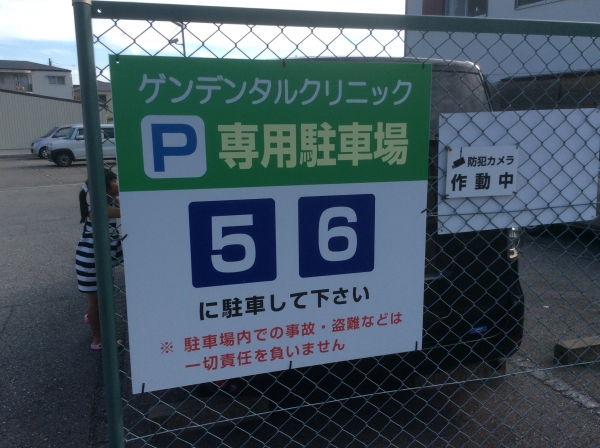 ゲンデンタルクリニック
P 専用駐車場
5 6
に駐車して下さい
※ 駐車場内での事故・盗難などは
一切責任を負いません
防犯カメラ
作動中